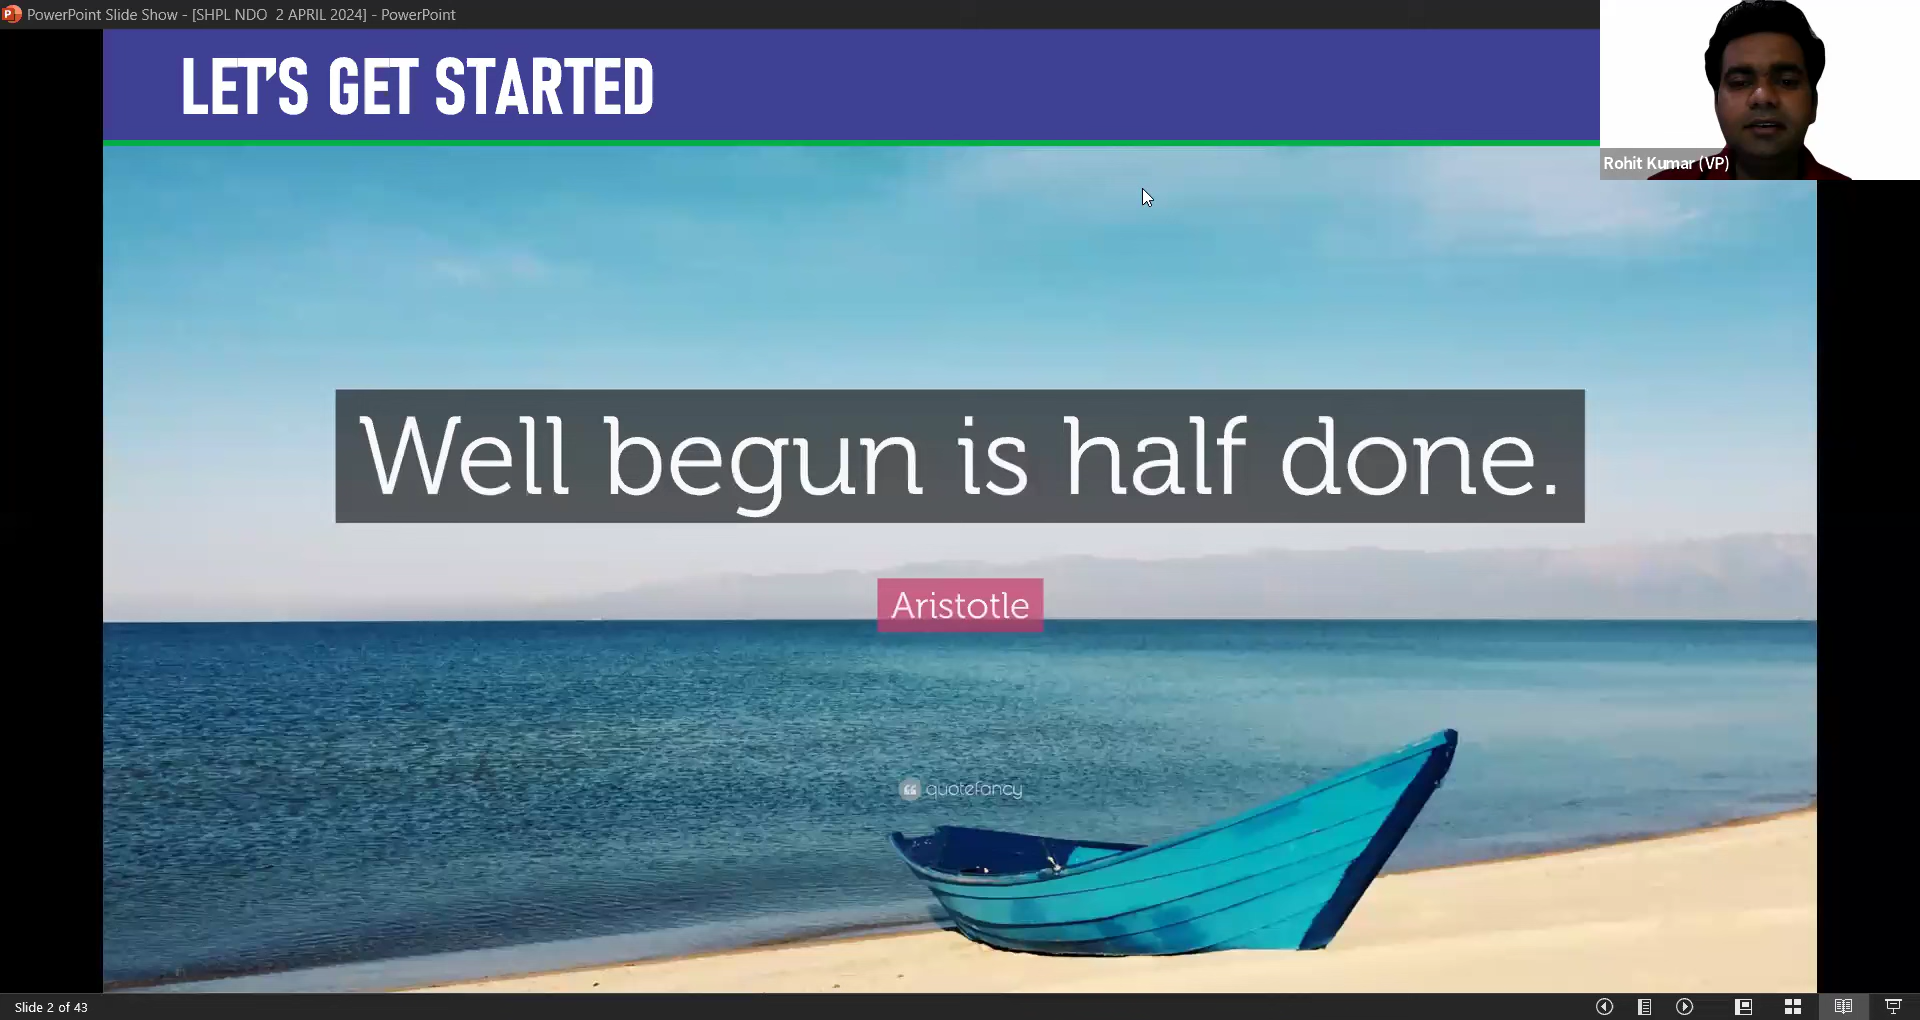 PowerPoint Slide Show - [SHPL NDO  2 APRIL 2024] - PowerPoint
LET'S GET STARTED
Rohit Kumar (VP)
Well begun is half done.
Aristotle
quotefancy
Slide 2 of 43